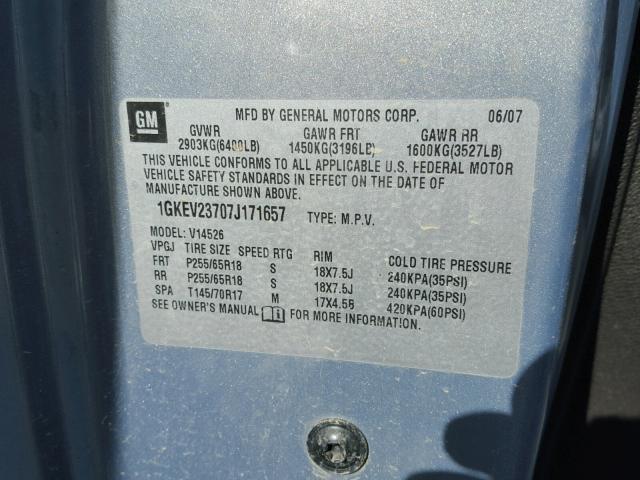 GM MFD BY GENERAL MOTORS CORP. 06/07
GVWR GAWR FRT GAWR RR
2903KG(6400LB) 1450KG(3196LB) 1600KG(3527LB)
THIS VEHICLE CONFORMS TO ALL APPLICABLE U.S. FEDERAL MOTOR
VEHICLE SAFETY STANDARDS IN EFFECT ON THE DATE OF
MANUFACTURE SHOWN ABOVE.
1GKEV23707J171657 TYPE: M.P.V.
MODEL: V14526
VPGJ TIRE SIZE SPEED RTG RIM COLD TIRE PRESSURE
FRT P255/65R18 S 18X7.5J 240KPA(35PSI)
RR P255/65R18 S 18X7.5J 240KPA(35PSI)
SPA T145/70R17 M 17X4.5B 420KPA(60PSI)
SEE OWNER'S MANUAL i FOR MORE INFORMATION.